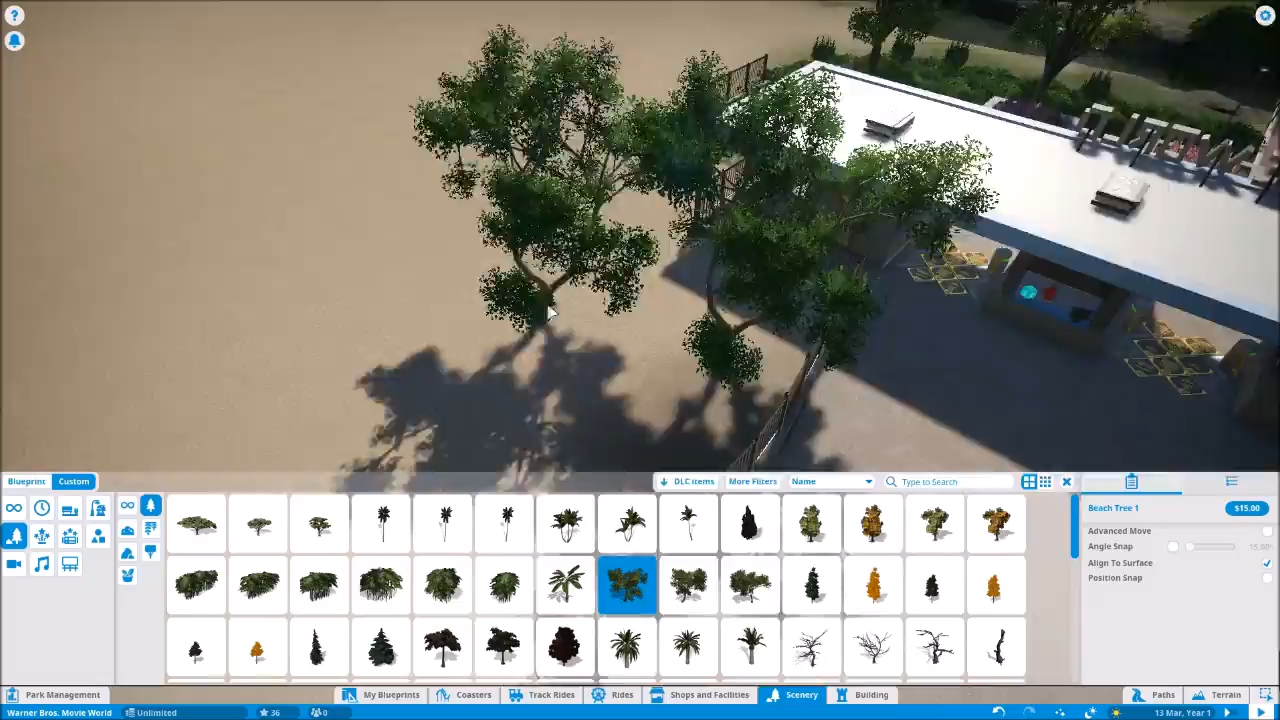 ?
Blueprint Custom
DLC Items More Filters Name Type to Search
Beach Tree 1 $15.00
Advanced Move
Angle Snap 15.00°
Align To Surface
Position Snap
Park Management My Blueprints Coasters Track Rides Rides Shops and Facilities Scenery Building Paths Terrain
Warner Bros. Movie World Unlimited 36 0 13 Mar, Year 1